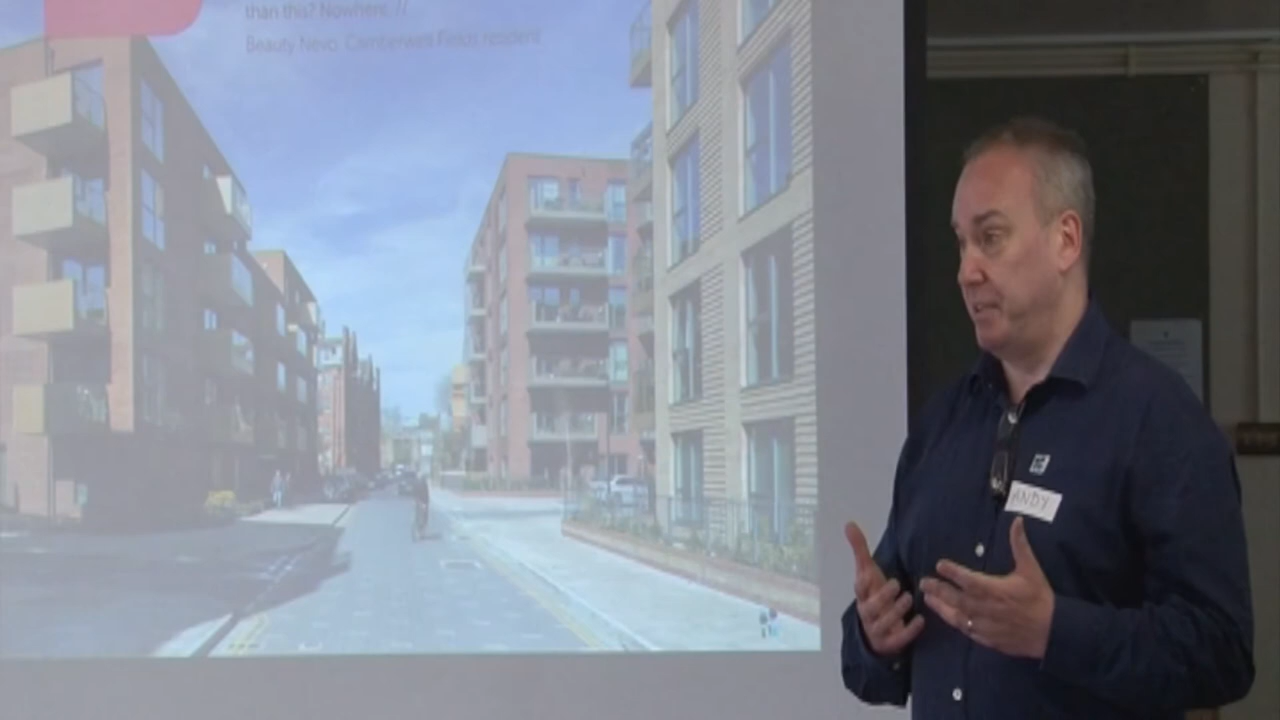 than this? Nowhere. //
Beauty Nevo, Camberwell Fields resident
ANDY